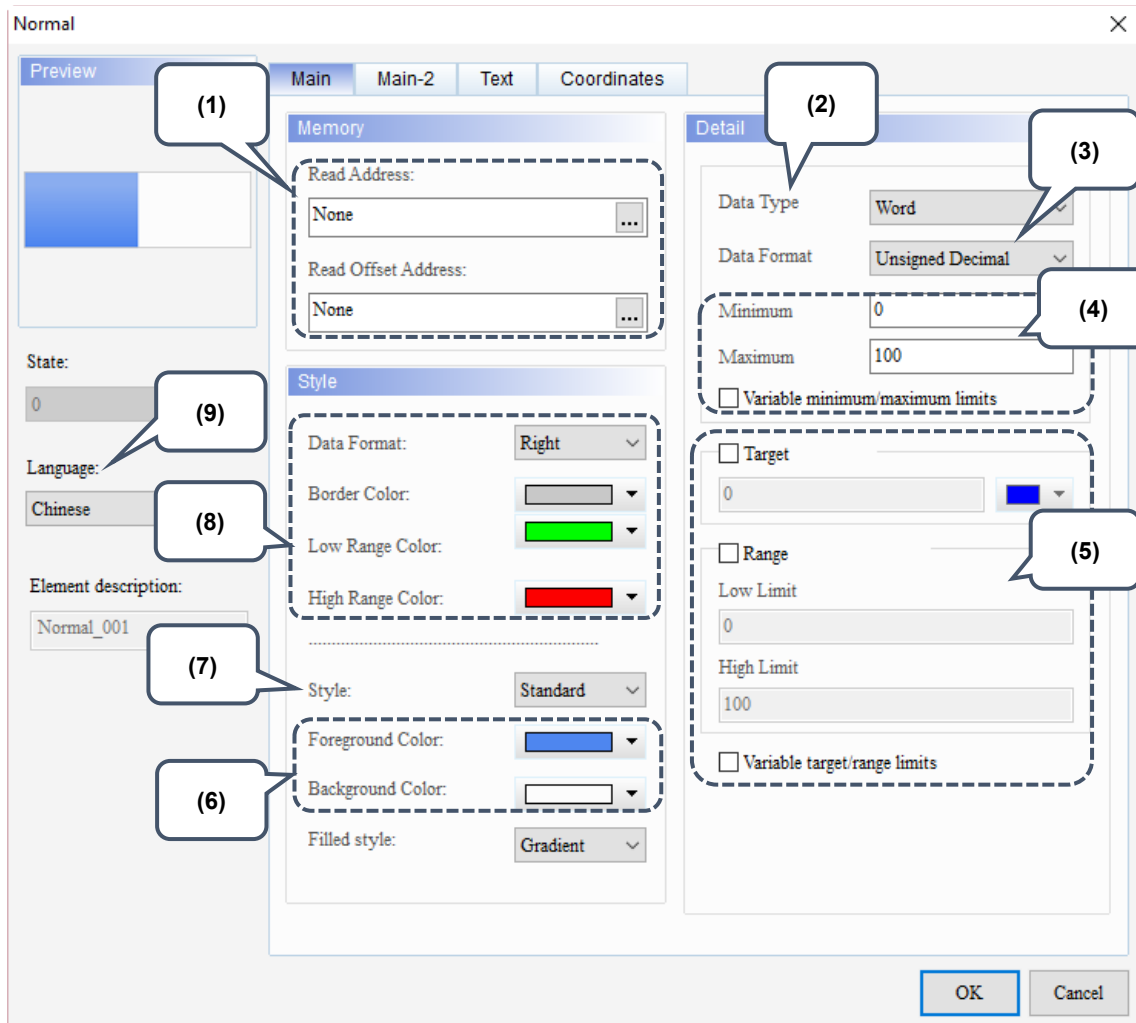 Normal
Preview
(1)
State:
0
(9)
Language:
Chinese
(8)
Element description:
Normal_001
(7)
(6)
Main Main-2 Text Coordinates
Memory
Read Address:
None ...
Read Offset Address:
None ...
Style
Data Format: Right
Border Color:
Low Range Color:
High Range Color:
Style: Standard
Foreground Color:
Background Color:
Filled style: Gradient
(2)
Detail
(3)
Data Type Word
Data Format Unsigned Decimal
(4)
Minimum 0
Maximum 100
Variable minimum/maximum limits
Target
0
(5)
Range
Low Limit
0
High Limit
100
Variable target/range limits
OK Cancel